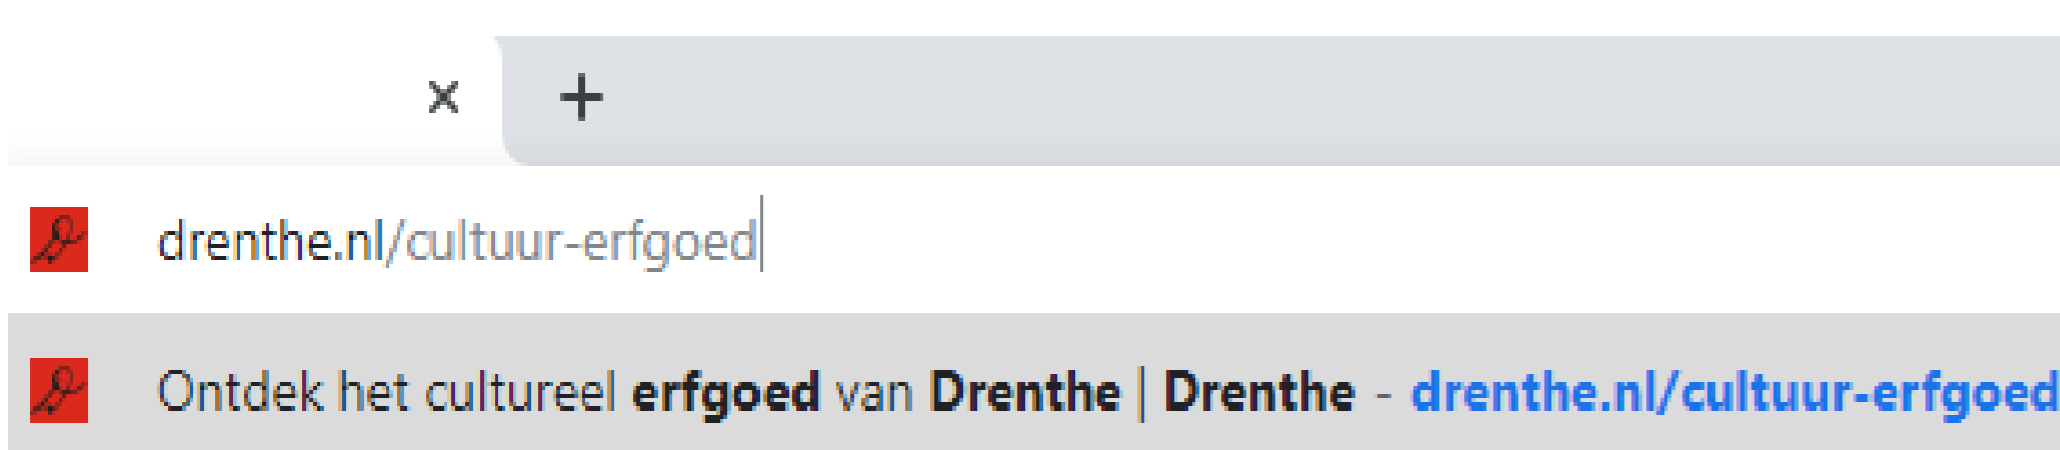 drenthe.nl/cultuur-erfgoed
Ontdek het cultureel erfgoed van Drenthe | Drenthe - drenthe.nl/cultuur-erfgoed